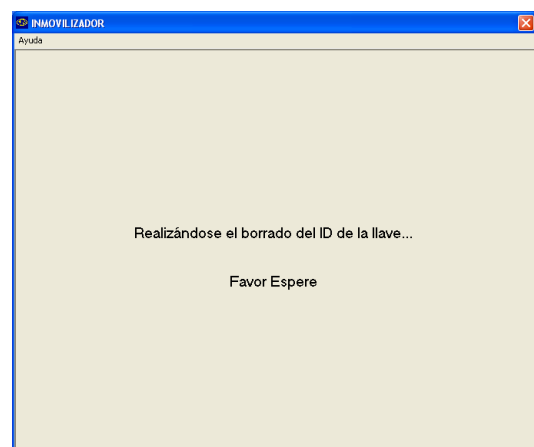 INMOVILIZADOR
Ayuda
Realizándose el borrado del ID de la llave...
Favor Espere